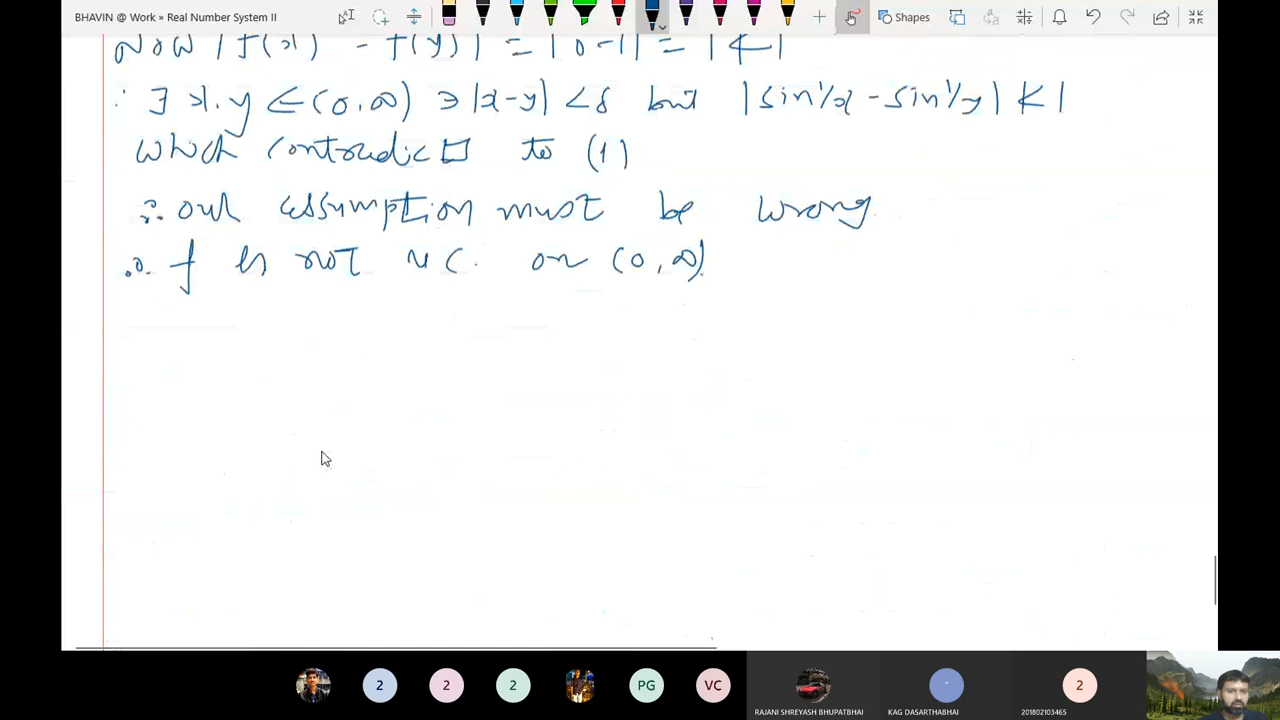 BHAVIN @ Work » Real Number System II
Shapes
Now |f(x) - f(y)| = |0-1| = |≮|
∴ ∃ x, y ∈ (0,∞) ∋ |x-y| < δ but |sin 1/x - sin 1/y| ≮ 1
which contradicts to (1)
∴ our assumption must be wrong.
∴ f is not u.c. on (0,∞).
2
2
2
PG
VC
2
RAJANI SHREYASH BHUPATBHAI
KAG DASARTHABHAI
201802103465